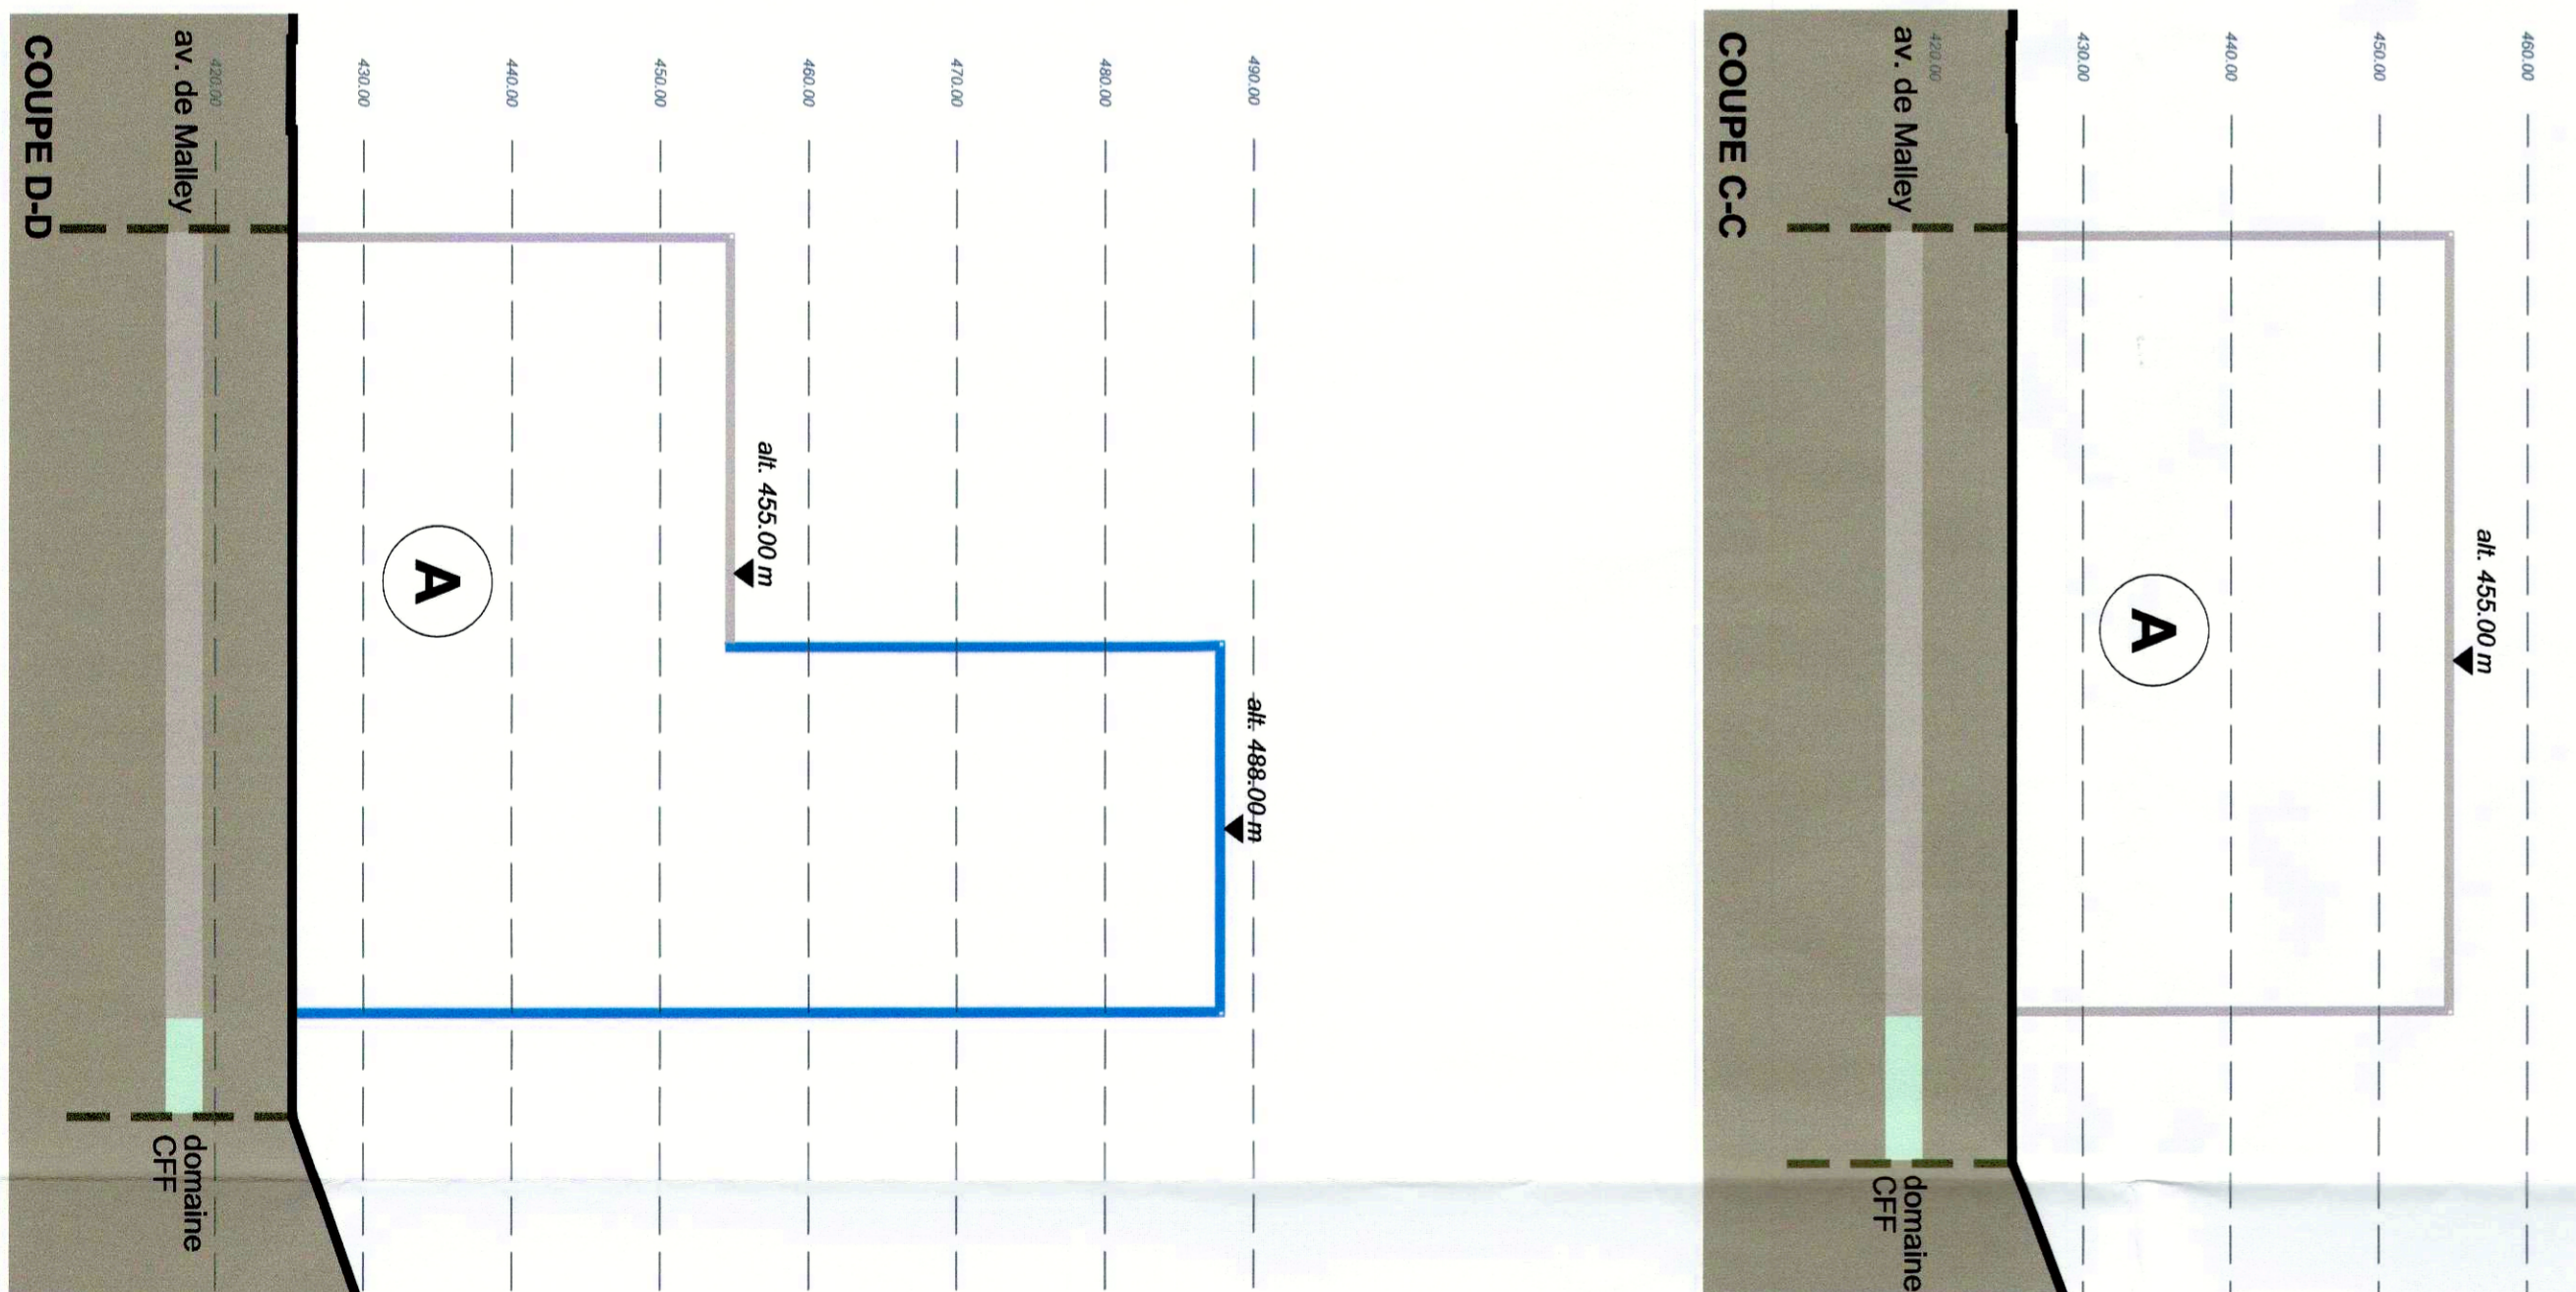 COUPE D-D
av. de Malley
domaine
CFF
420.00
430.00
440.00
450.00
460.00
470.00
480.00
490.00
A
alt. 455.00 m
alt. 488.00 m
COUPE C-C
av. de Malley
domaine
CFF
420.00
430.00
440.00
450.00
460.00
A
alt. 455.00 m